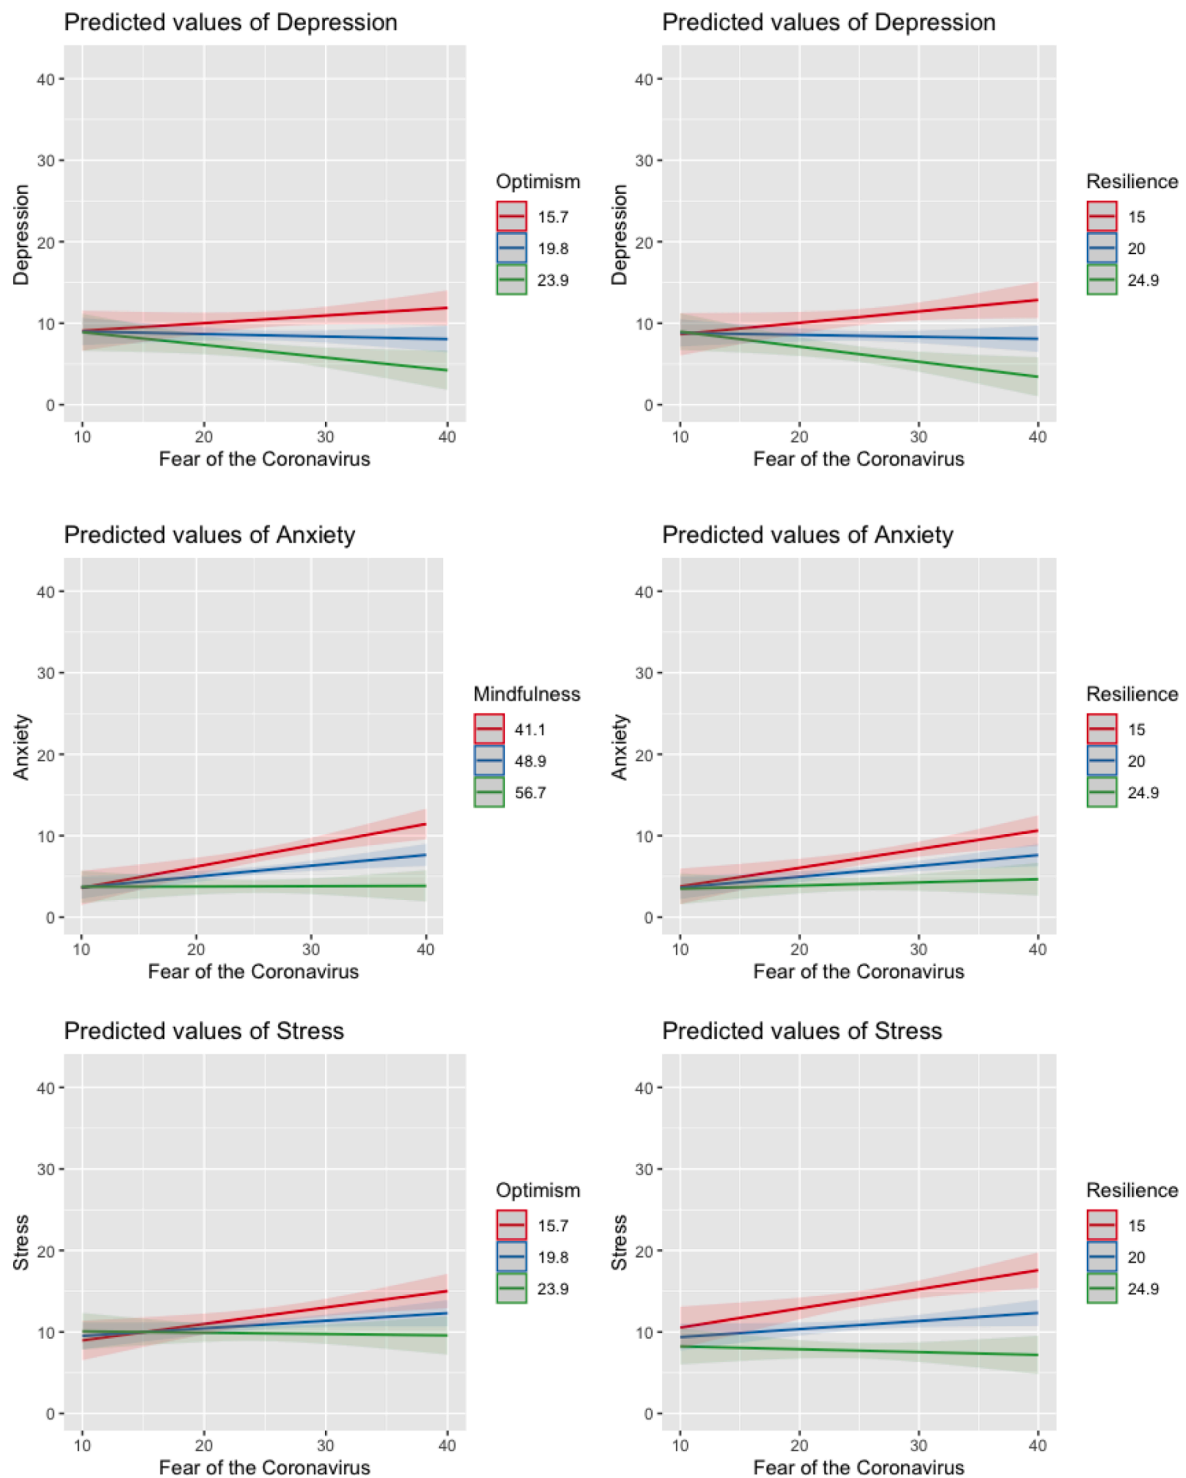 Predicted values of Depression
40
30
20
10
0
Depression
10 20 30 40
Fear of the Coronavirus
Optimism
15.7
19.8
23.9
Predicted values of Depression
40
30
20
10
0
Depression
10 20 30 40
Fear of the Coronavirus
Resilience
15
20
24.9
Predicted values of Anxiety
40
30
20
10
0
Anxiety
10 20 30 40
Fear of the Coronavirus
Mindfulness
41.1
48.9
56.7
Predicted values of Anxiety
40
30
20
10
0
Anxiety
10 20 30 40
Fear of the Coronavirus
Resilience
15
20
24.9
Predicted values of Stress
40
30
20
10
0
Stress
10 20 30 40
Fear of the Coronavirus
Optimism
15.7
19.8
23.9
Predicted values of Stress
40
30
20
10
0
Stress
10 20 30 40
Fear of the Coronavirus
Resilience
15
20
24.9